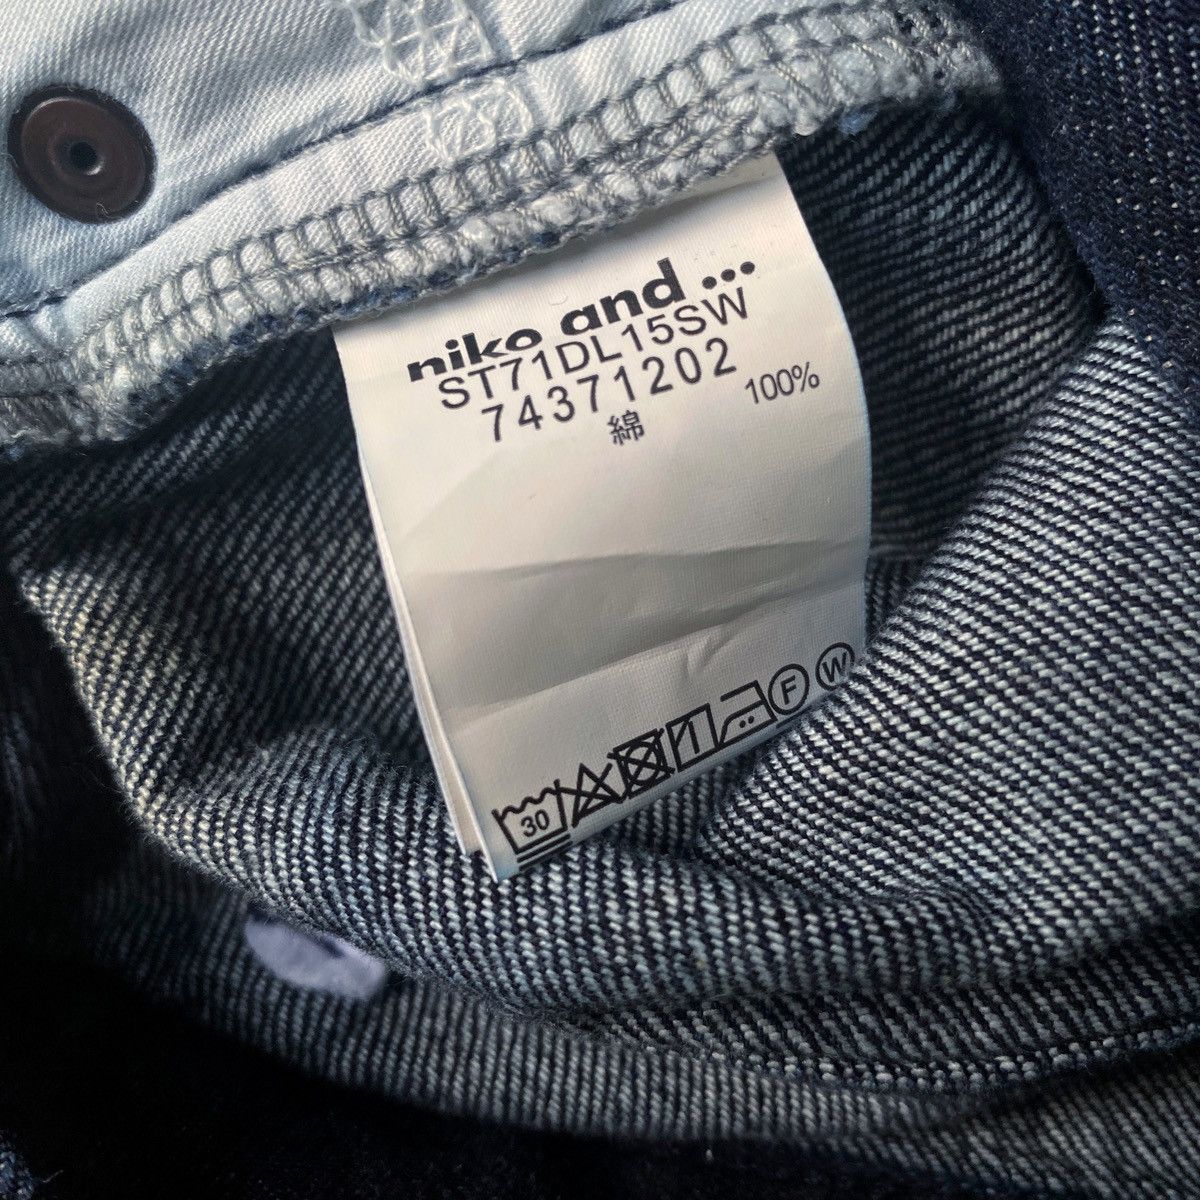 niko and ...
ST71DL15SW
74371202
綿 100%
30 F W